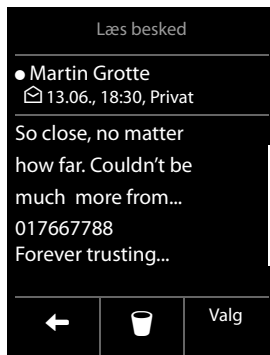 Læs besked
Martin Grotte
13.06., 18:30, Privat
So close, no matter
how far. Couldn't be
much more from...
017667788
Forever trusting...
Valg